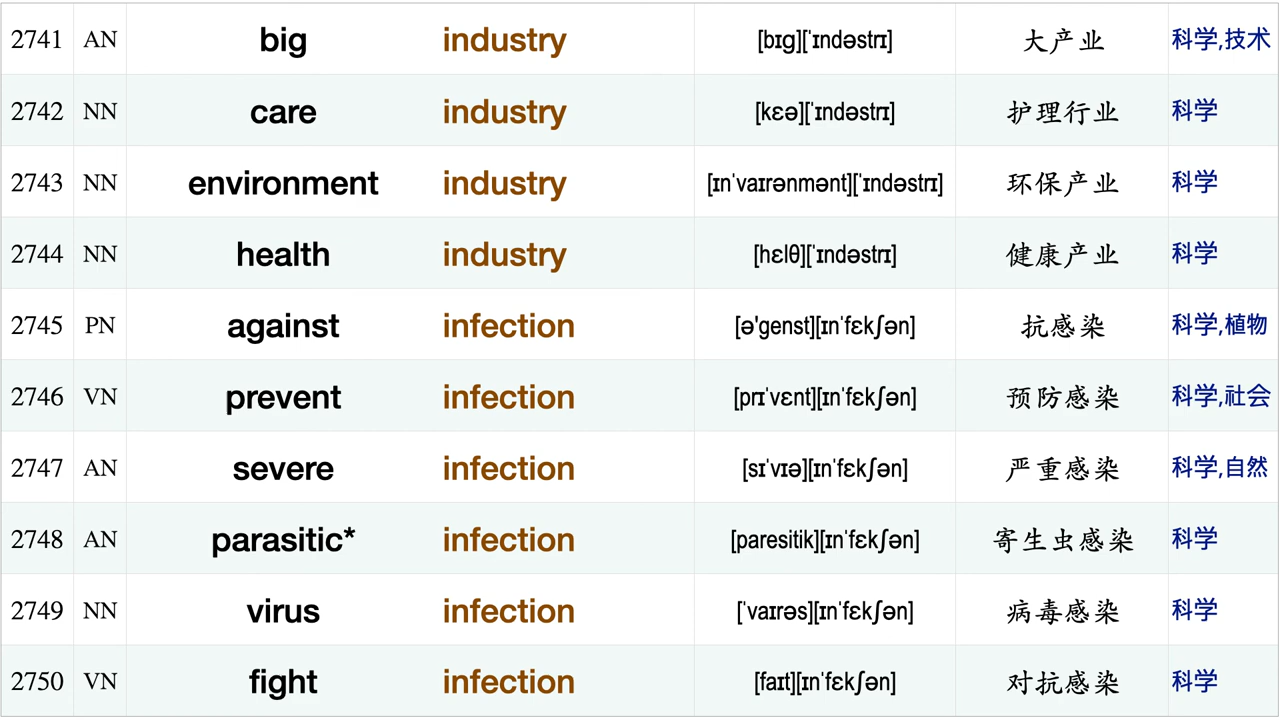 2741 AN big industry [bɪg][ˈɪndəstrɪ] 大产业 科学,技术
2742 NN care industry [kɛə][ˈɪndəstrɪ] 护理行业 科学
2743 NN environment industry [ɪnˈvaɪrənmənt][ˈɪndəstrɪ] 环保产业 科学
2744 NN health industry [hɛlθ][ˈɪndəstrɪ] 健康产业 科学
2745 PN against infection [ə'genst][ɪnˈfɛkʃən] 抗感染 科学,植物
2746 VN prevent infection [prɪˈvɛnt][ɪnˈfɛkʃən] 预防感染 科学,社会
2747 AN severe infection [sɪˈvɪə][ɪnˈfɛkʃən] 严重感染 科学,自然
2748 AN parasitic* infection [paresitik][ɪnˈfɛkʃən] 寄生虫感染 科学
2749 NN virus infection [ˈvaɪrəs][ɪnˈfɛkʃən] 病毒感染 科学
2750 VN fight infection [faɪt][ɪnˈfɛkʃən] 对抗感染 科学